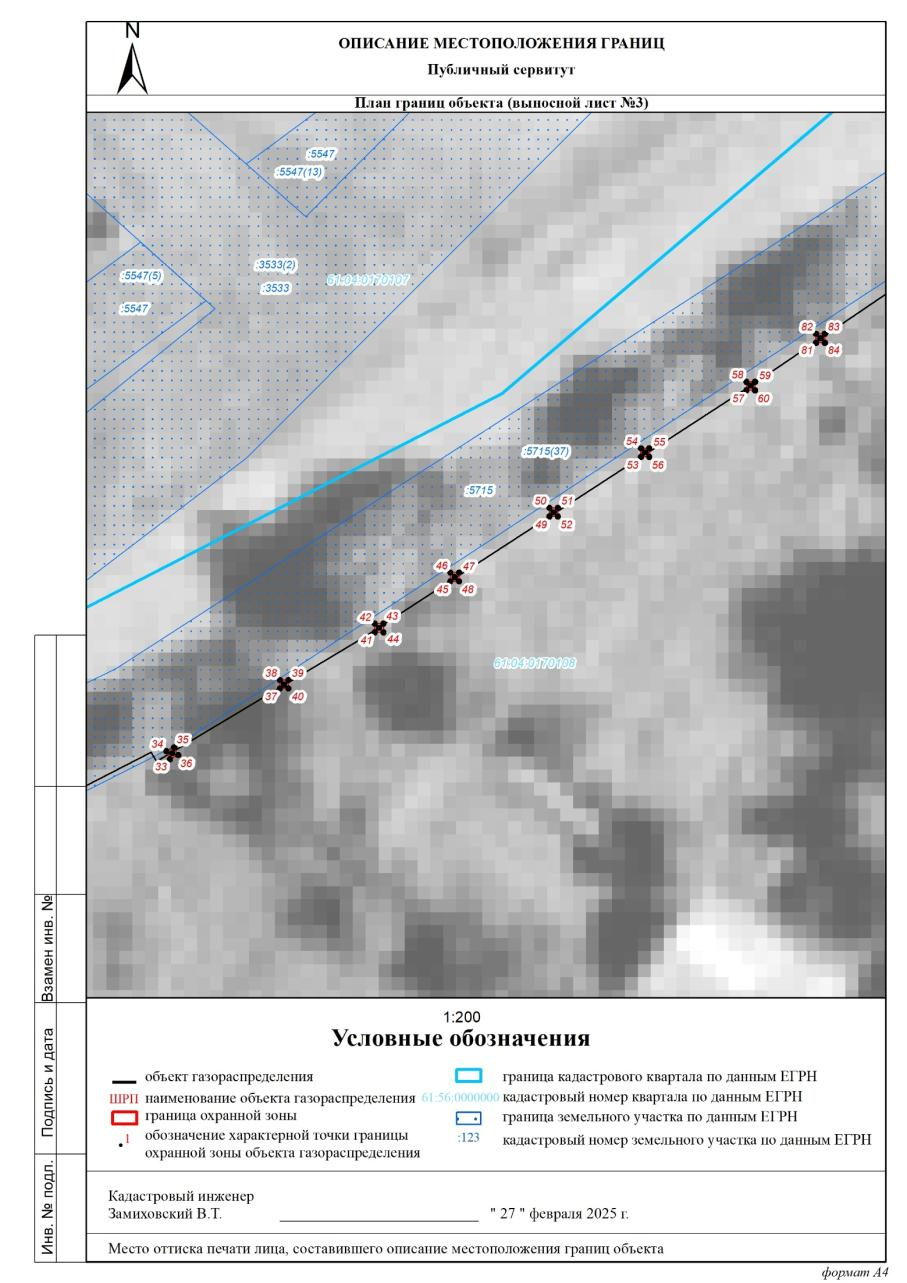 N
ОПИСАНИЕ МЕСТОПОЛОЖЕНИЯ ГРАНИЦ
Публичный сервитут
План границ объекта (выносной лист №3)
:5547
:5547(13)
:3533(2)
:3533
61:04:0170107
:5547(5)
:5547
82 83
81 84
58 59
57 60
54 55
53 56
:5715(37)
:5715
50 51
49 52
46 47
45 48
42 43
41 44
61:04:0170108
38 39
37 40
34 35
33 36
1:200
Условные обозначения
объект газораспределения
ШРП наименование объекта газораспределения
граница охранной зоны
1 обозначение характерной точки границы
охранной зоны объекта газораспределения
граница кадастрового квартала по данным ЕГРН
61:56:0000000 кадастровый номер квартала по данным ЕГРН
граница земельного участка по данным ЕГРН
:123 кадастровый номер земельного участка по данным ЕГРН
Кадастровый инженер
Замиховский В.Т. " 27 " февраля 2025 г.
Место оттиска печати лица, составившего описание местоположения границ объекта
Взамен инв. №
Подпись и дата
Инв. № подл.
формат А4